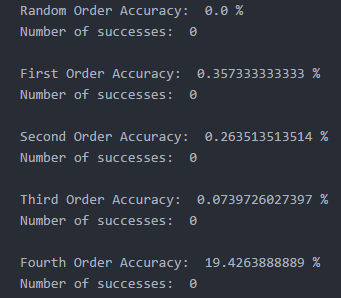 Random Order Accuracy:  0.0 %
Number of successes:  0
First Order Accuracy:  0.357333333333 %
Number of successes:  0
Second Order Accuracy:  0.263513513514 %
Number of successes:  0
Third Order Accuracy:  0.0739726027397 %
Number of successes:  0
Fourth Order Accuracy:  19.4263888889 %
Number of successes:  0